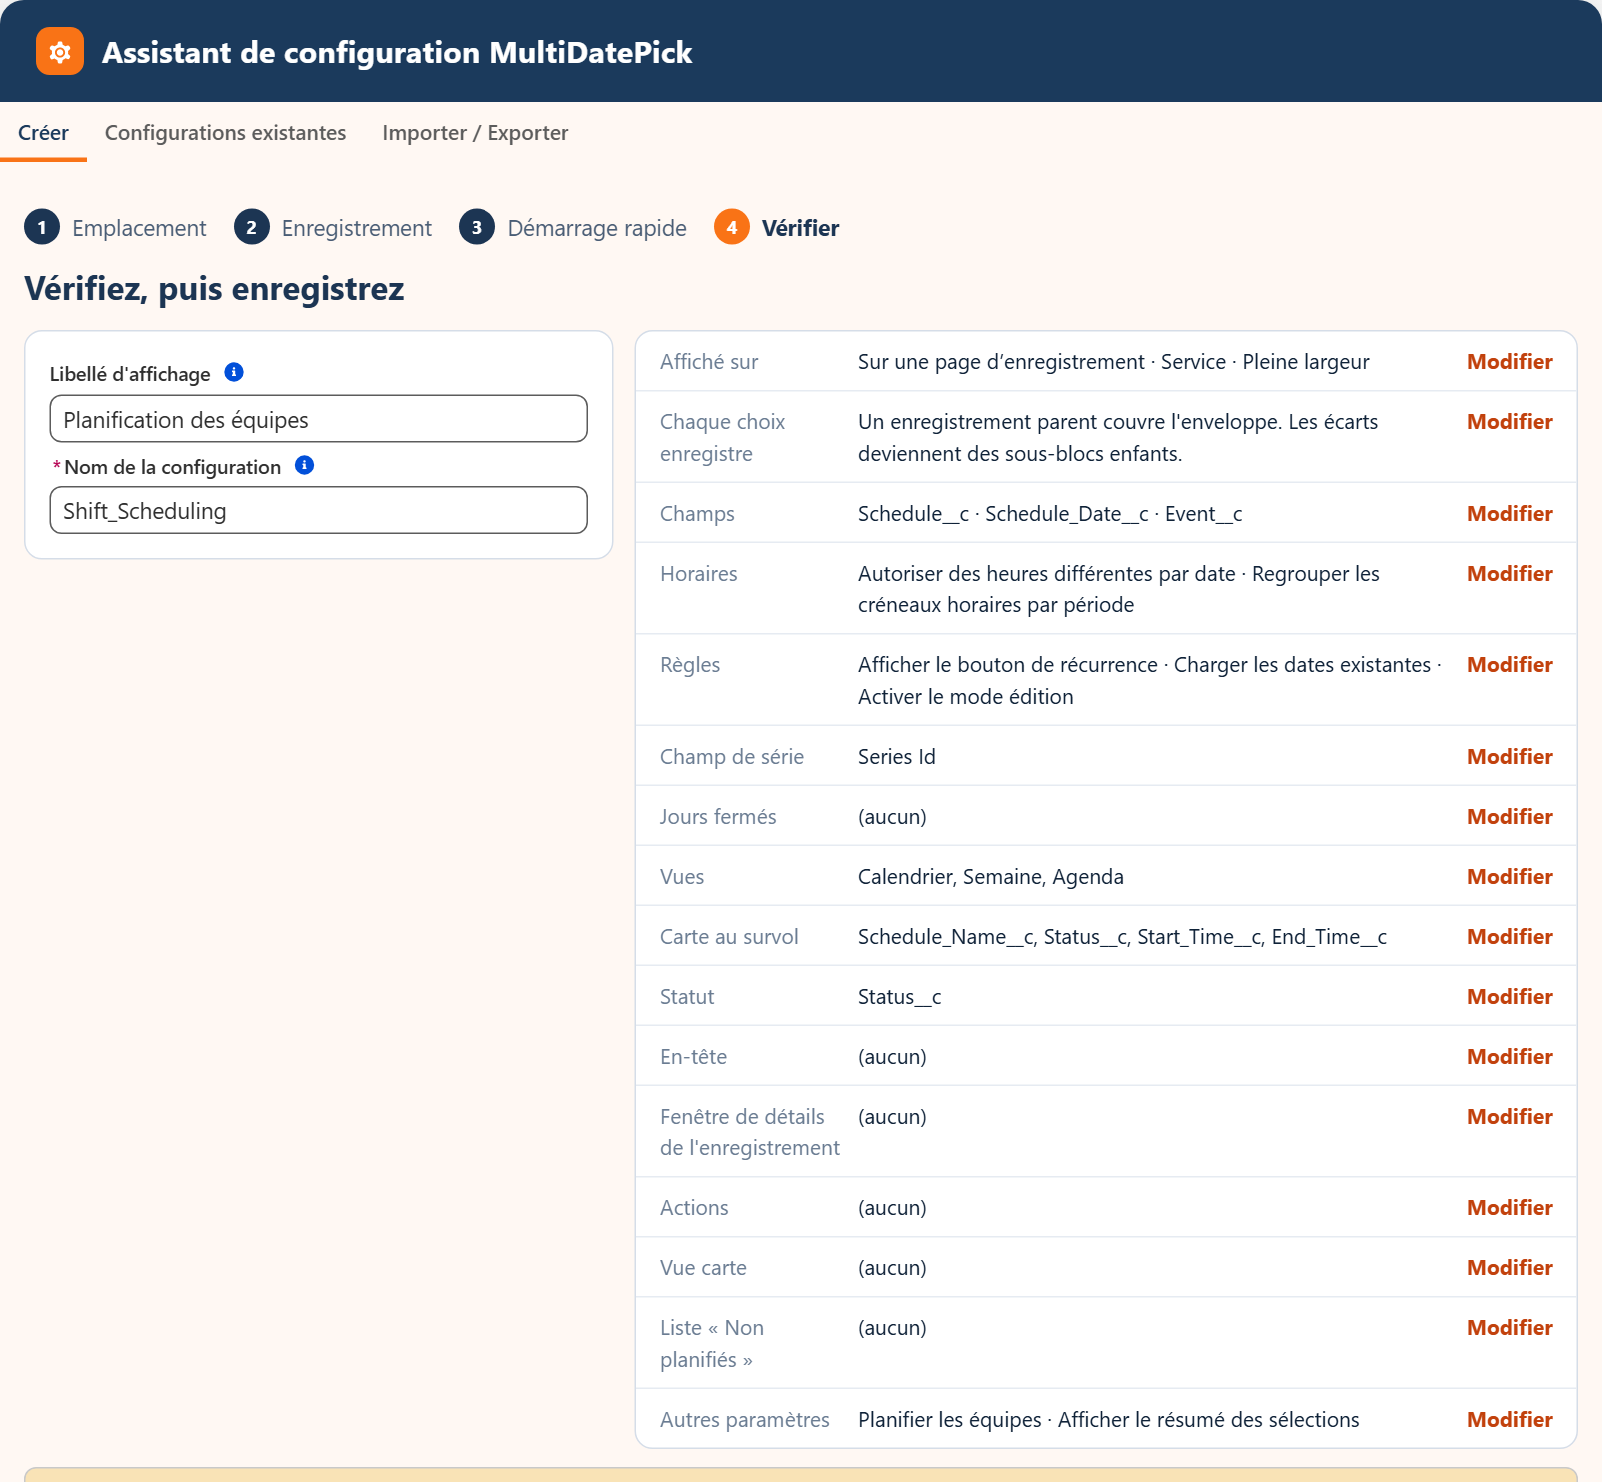 Assistant de configuration MultiDatePick
Créer
Configurations existantes
Importer / Exporter
1 Emplacement
2 Enregistrement
3 Démarrage rapide
4 Vérifier
Vérifiez, puis enregistrez
Libellé d'affichage
Planification des équipes
*Nom de la configuration
Shift_Scheduling
Affiché sur
Sur une page d’enregistrement · Service · Pleine largeur
Modifier
Chaque choix
enregistre
Un enregistrement parent couvre l'enveloppe. Les écarts
deviennent des sous-blocs enfants.
Modifier
Champs
Schedule__c · Schedule_Date__c · Event__c
Modifier
Horaires
Autoriser des heures différentes par date · Regrouper les
créneaux horaires par période
Modifier
Règles
Afficher le bouton de récurrence · Charger les dates existantes ·
Activer le mode édition
Modifier
Champ de série
Series Id
Modifier
Jours fermés
(aucun)
Modifier
Vues
Calendrier, Semaine, Agenda
Modifier
Carte au survol
Schedule_Name__c, Status__c, Start_Time__c, End_Time__c
Modifier
Statut
Status__c
Modifier
En-tête
(aucun)
Modifier
Fenêtre de détails
de l'enregistrement
(aucun)
Modifier
Actions
(aucun)
Modifier
Vue carte
(aucun)
Modifier
Liste « Non
planifiés »
(aucun)
Modifier
Autres paramètres
Planifier les équipes · Afficher le résumé des sélections
Modifier